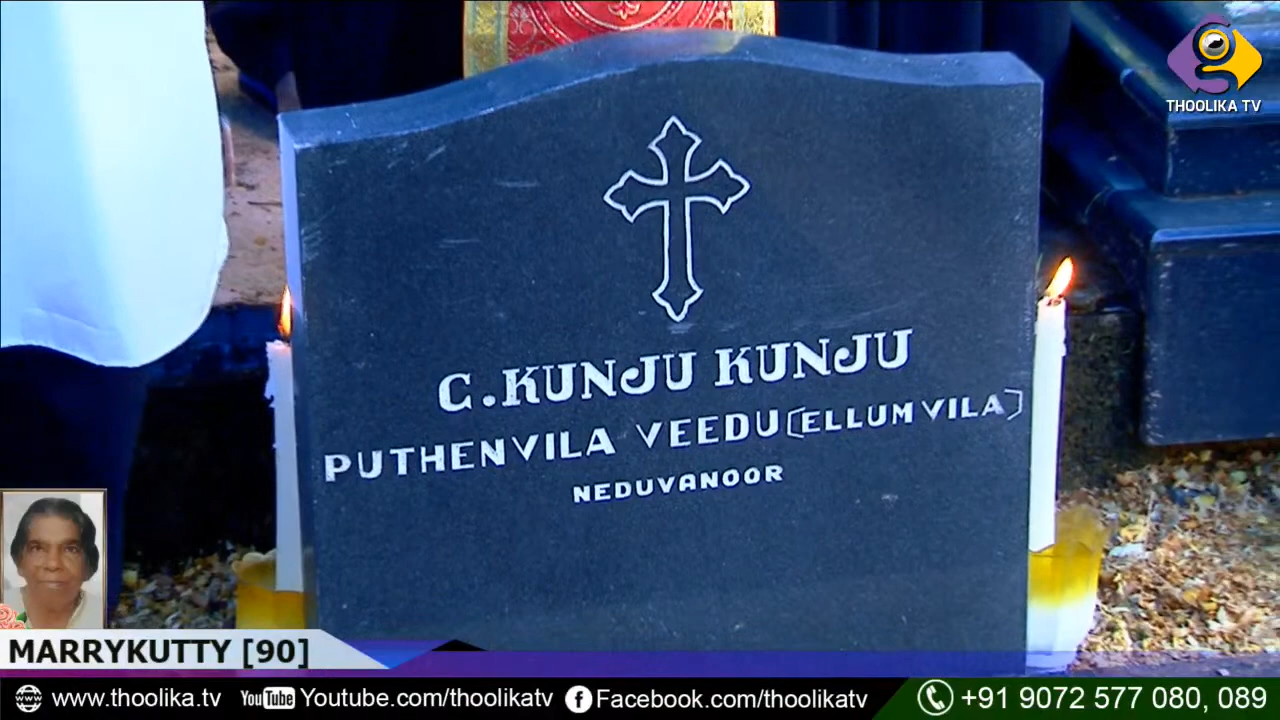 THOOLIKA TV
C.KUNJU KUNJU
PUTHENVILA VEEDU [ELLUMVILA]
NEDUVANOOR
MARRYKUTTY [90]
www.thoolika.tv YouTube Youtube.com/thoolikatv f Facebook.com/thoolikatv +91 9072 577 080, 089